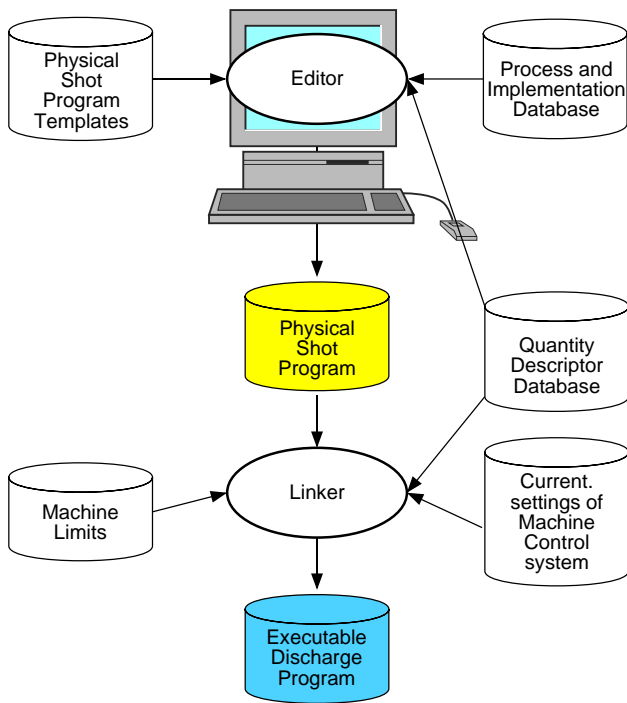 Physical
Shot
Program
Templates
Editor
Process and
Implementation
Database
Physical
Shot
Program
Quantity
Descriptor
Database
Machine
Limits
Linker
Current.
settings of
Machine
Control
system
Executable
Discharge
Program